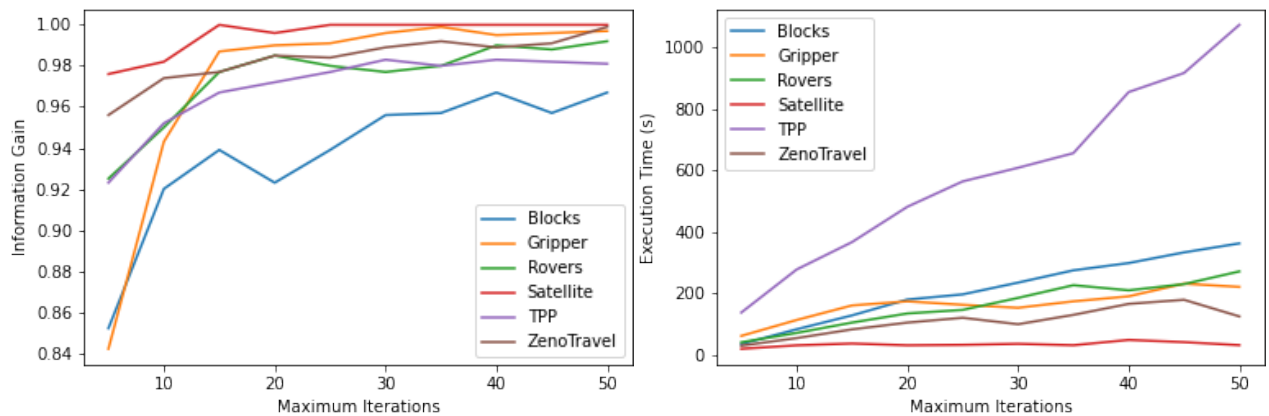 1.00
0.98
0.96
0.94
0.92
0.90
0.88
0.86
0.84
Information Gain
Blocks
Gripper
Rovers
Satellite
TPP
ZenoTravel
10
20
30
40
50
Maximum Iterations
1000
800
600
400
200
0
Execution Time (s)
Blocks
Gripper
Rovers
Satellite
TPP
ZenoTravel
10
20
30
40
50
Maximum Iterations